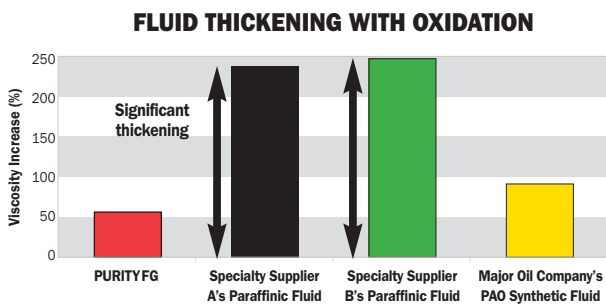 FLUID THICKENING WITH OXIDATION
Viscosity Increase (%)
250
200
150
100
50
0
Significant
thickening
PURITY FG
Specialty Supplier
A's Paraffinic Fluid
Specialty Supplier
B's Paraffinic Fluid
Major Oil Company's
PAO Synthetic Fluid